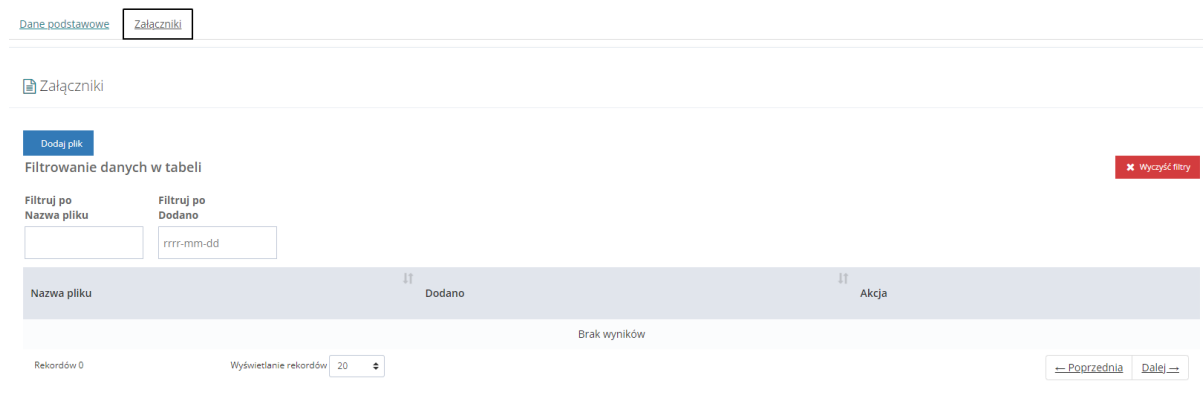 Dane podstawowe Załączniki
Załączniki
Dodaj plik
Filtrowanie danych w tabeli
Wyczyść filtry
Filtruj po Nazwa pliku
Filtruj po Dodano
rrrr-mm-dd
Nazwa pliku Dodano Akcja
Brak wyników
Rekordów 0 Wyświetlanie rekordów 20 ← Poprzednia Dalej →